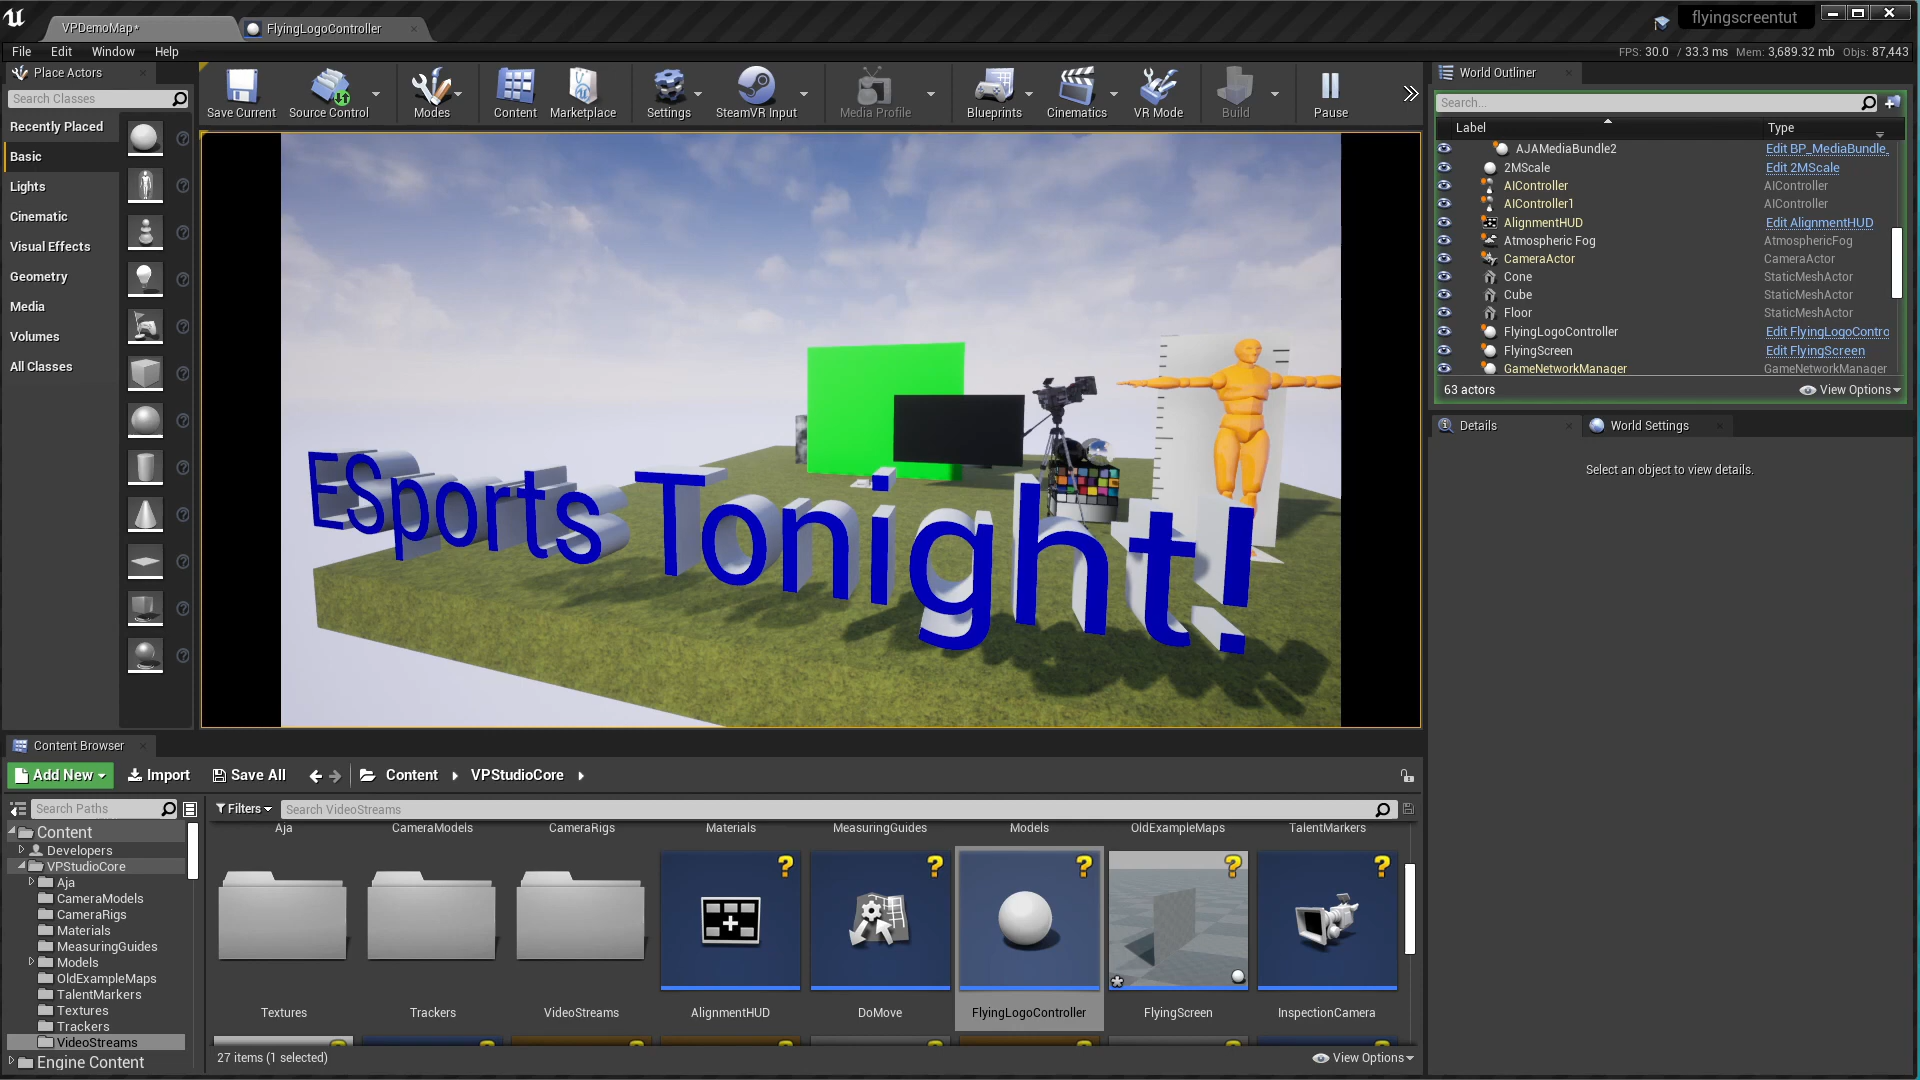 VPDemoMap*
FlyingLogoController
flyingscreentut
File Edit Window Help
FPS: 30.0 / 33.3 ms Mem: 3,689.32 mb Objs: 87,443
Place Actors
Search Classes
Recently Placed
Basic
Lights
Cinematic
Visual Effects
Geometry
Media
Volumes
All Classes
Save Current
Source Control
Modes
Content
Marketplace
Settings
SteamVR Input
Media Profile
Blueprints
Cinematics
VR Mode
Build
Pause
ESports Tonight!
World Outliner
Search...
Label Type
AJAMediaBundle2 Edit BP_MediaBundle_
2MScale Edit 2MScale
AIController AIController
AIController1 AIController
AlignmentHUD Edit AlignmentHUD
Atmospheric Fog AtmosphericFog
CameraActor CameraActor
Cone StaticMeshActor
Cube StaticMeshActor
Floor StaticMeshActor
FlyingLogoController Edit FlyingLogoContro
FlyingScreen Edit FlyingScreen
GameNetworkManager GameNetworkManager
63 actors View Options
Details World Settings
Select an object to view details.
Content Browser
Add New Import Save All Content VPStudioCore
Search Paths
Content
Developers
VPStudioCore
Aja
CameraModels
CameraRigs
Materials
MeasuringGuides
Models
OldExampleMaps
TalentMarkers
Textures
Trackers
VideoStreams
Engine Content
Filters Search VideoStreams
Aja CameraModels CameraRigs Materials MeasuringGuides Models OldExampleMaps TalentMarkers
Textures Trackers VideoStreams AlignmentHUD DoMove FlyingLogoController FlyingScreen InspectionCamera
27 items (1 selected) View Options